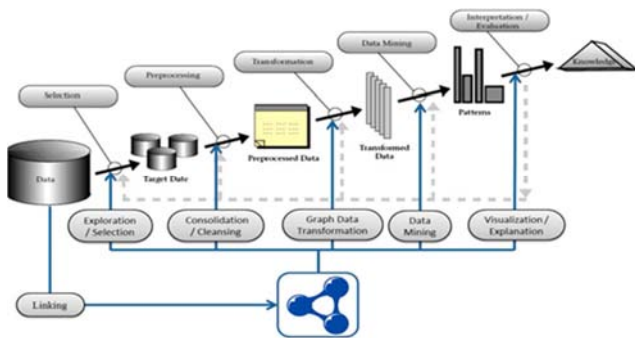 Interpretation /
Evaluation
Data Mining
Transformation
Preprocessing
Selection
Knowledge
Patterns
Transformed
Data
Preprocessed Data
Target Date
Data
Exploration
/ Selection
Consolidation
/ Cleansing
Graph Data
Transformation
Data
Mining
Visualization /
Explanation
Linking